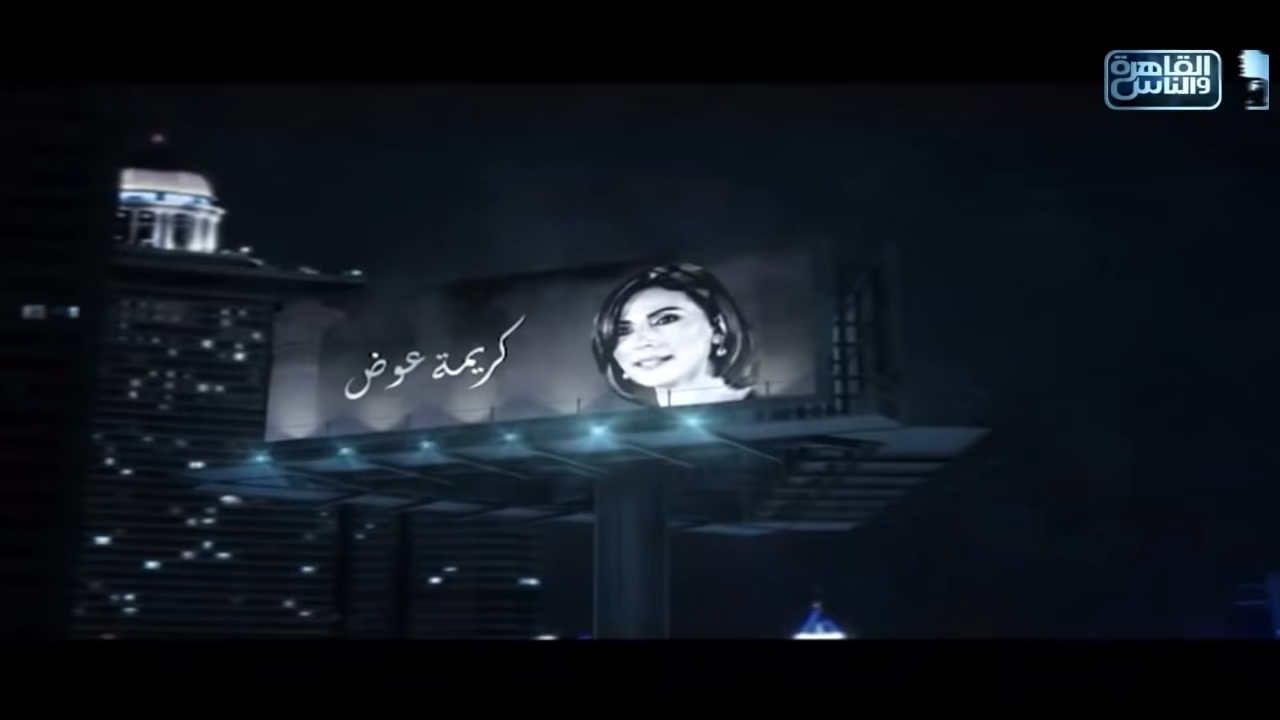 القاهرة
والناس
كريمة عوض